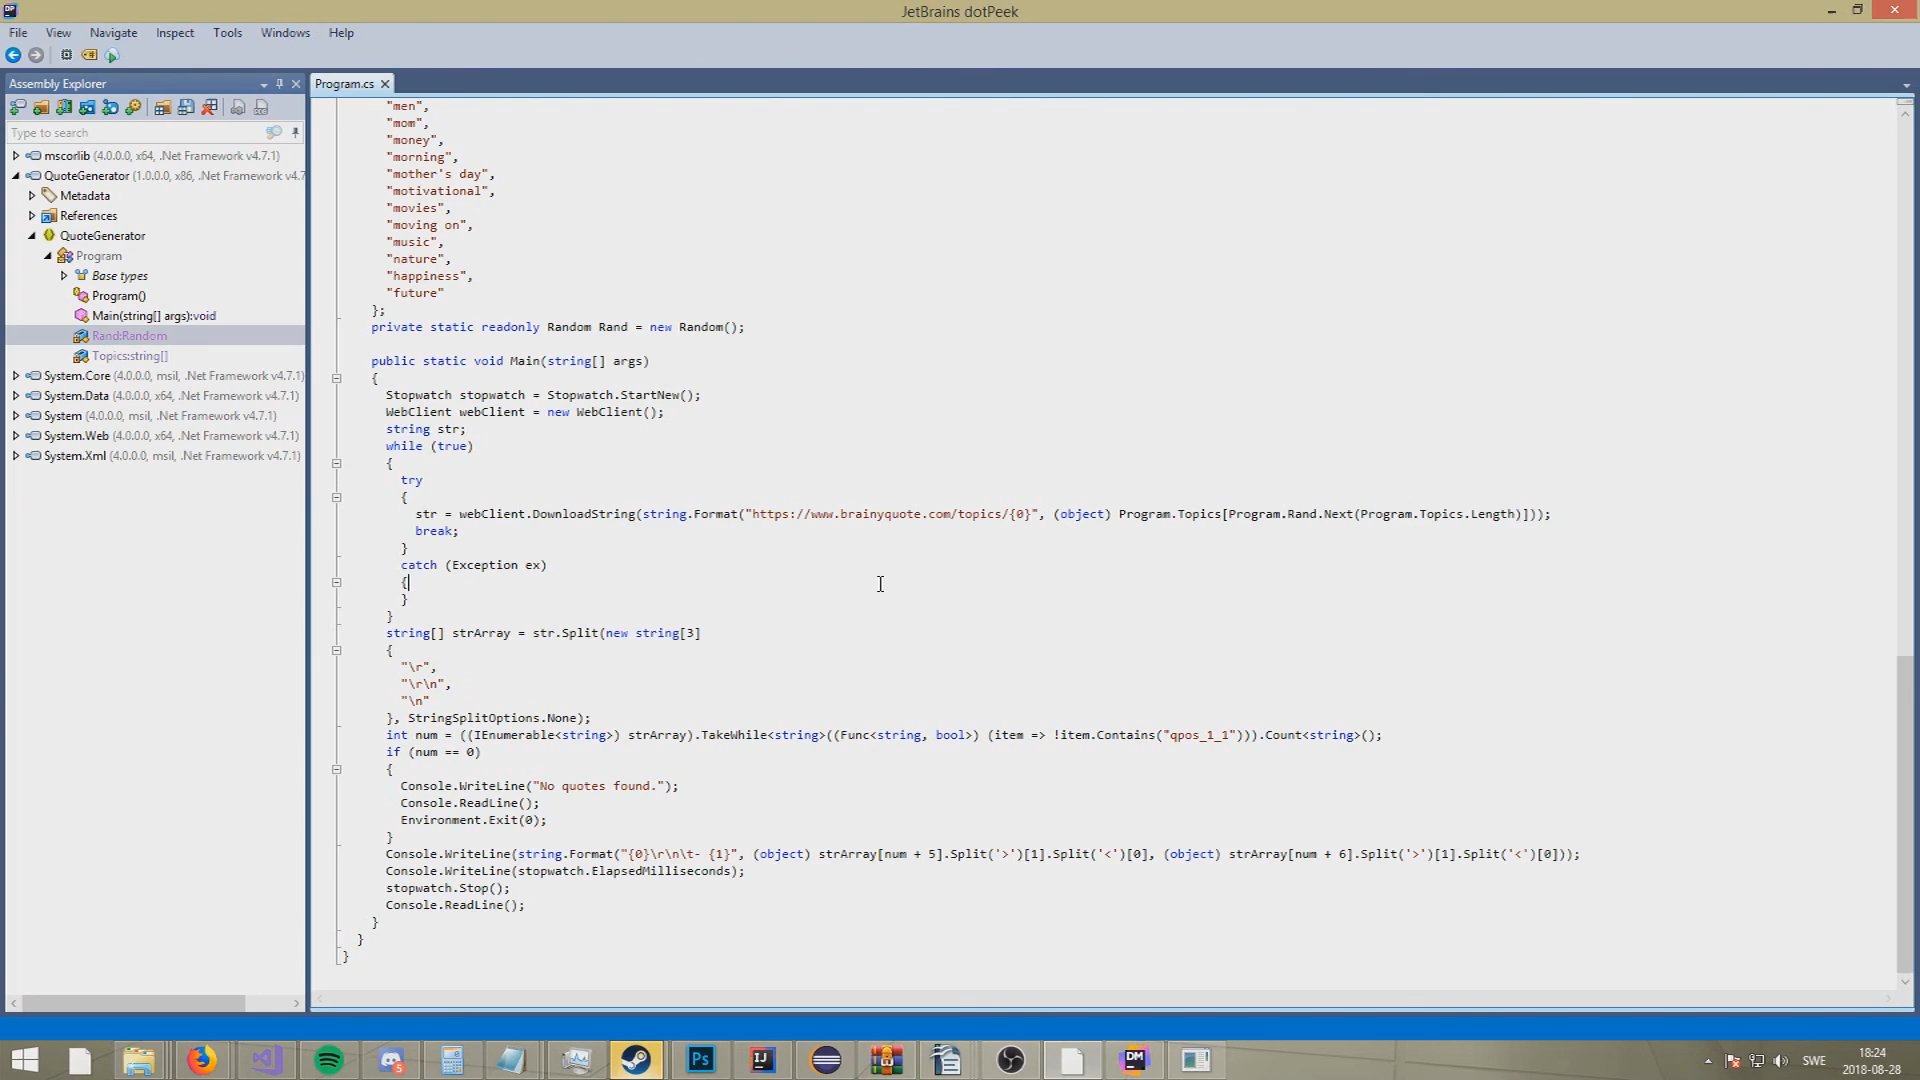 JetBrains dotPeek
File View Navigate Inspect Tools Windows Help
Assembly Explorer
Program.cs
Type to search
mscorlib (4.0.0.0, x64, .Net Framework v4.7.1)
QuoteGenerator (1.0.0.0, x86, .Net Framework v4.7
Metadata
References
QuoteGenerator
Program
Base types
Program()
Main(string[] args):void
Rand:Random
Topics:string[]
System.Core (4.0.0.0, msil, .Net Framework v4.7.1)
System.Data (4.0.0.0, x64, .Net Framework v4.7.1)
System (4.0.0.0, msil, .Net Framework v4.7.1)
System.Web (4.0.0.0, x64, .Net Framework v4.7.1)
System.Xml (4.0.0.0, msil, .Net Framework v4.7.1)
"men",
"mom",
"money",
"morning",
"mother's day",
"motivational",
"movies",
"moving on",
"music",
"nature",
"happiness",
"future"
};
private static readonly Random Rand = new Random();
public static void Main(string[] args)
{
Stopwatch stopwatch = Stopwatch.StartNew();
WebClient webClient = new WebClient();
string str;
while (true)
{
try
{
str = webClient.DownloadString(string.Format("https://www.brainyquote.com/topics/{0}", (object) Program.Topics[Program.Rand.Next(Program.Topics.Length)]));
break;
}
catch (Exception ex)
{
}
}
string[] strArray = str.Split(new string[3]
{
"\r",
"\r\n",
"\n"
}, StringSplitOptions.None);
int num = ((IEnumerable<string>) strArray).TakeWhile<string>((Func<string, bool>) (item => !item.Contains("qpos_1_1"))).Count<string>();
if (num == 0)
{
Console.WriteLine("No quotes found.");
Console.ReadLine();
Environment.Exit(0);
}
Console.WriteLine(string.Format("{0}\r\n\t- {1}", (object) strArray[num + 5].Split('>')[1].Split('<')[0], (object) strArray[num + 6].Split('>')[1].Split('<')[0]));
Console.WriteLine(stopwatch.ElapsedMilliseconds);
stopwatch.Stop();
Console.ReadLine();
}
}
}
Ps
IJ
DM
SWE
18:24
2018-08-28